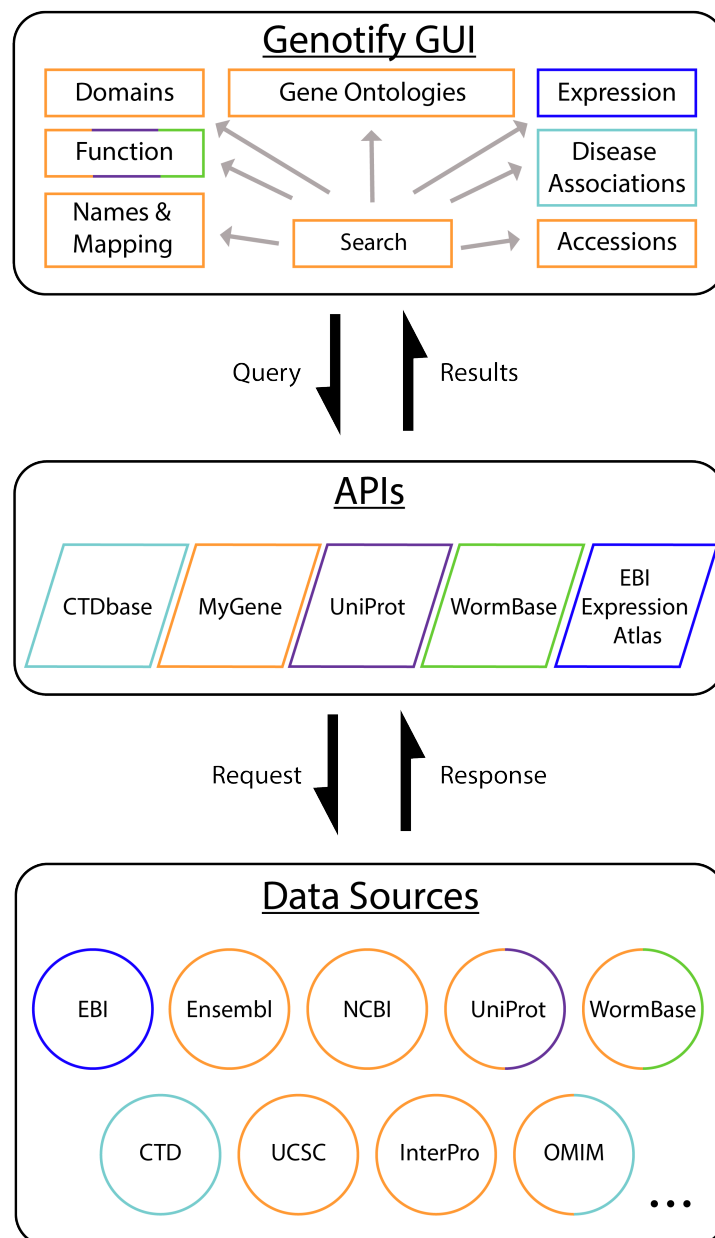 Genotify GUI
Domains
Gene Ontologies
Expression
Function
Disease
Associations
Names &
Mapping
Search
Accessions
Query
Results
APIs
CTDbase
MyGene
UniProt
WormBase
EBI
Expression
Atlas
Request
Response
Data Sources
EBI
Ensembl
NCBI
UniProt
WormBase
CTD
UCSC
InterPro
OMIM
...